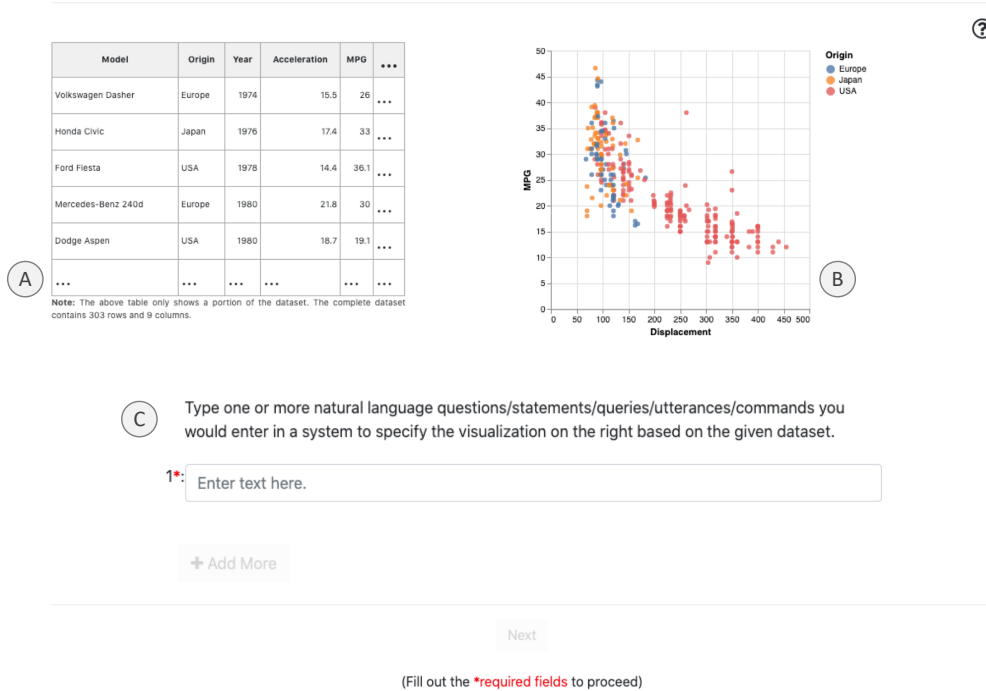 ?
Model Origin Year Acceleration MPG ...
Volkswagen Dasher Europe 1974 15.5 26 ...
Honda Civic Japan 1976 17.4 33 ...
Ford Fiesta USA 1978 14.4 36.1 ...
Mercedes-Benz 240d Europe 1980 21.8 30 ...
Dodge Aspen USA 1980 18.7 19.1 ...
... ... ... ... ... ...
Note: The above table only shows a portion of the dataset. The complete dataset
contains 303 rows and 9 columns.
A
50
45
40
35
30
25
20
15
10
5
0
MPG
0 50 100 150 200 250 300 350 400 450 500
Displacement
Origin
Europe
Japan
USA
B
C
Type one or more natural language questions/statements/queries/utterances/commands you
would enter in a system to specify the visualization on the right based on the given dataset.
1*: Enter text here.
+ Add More
Next
(Fill out the *required fields to proceed)